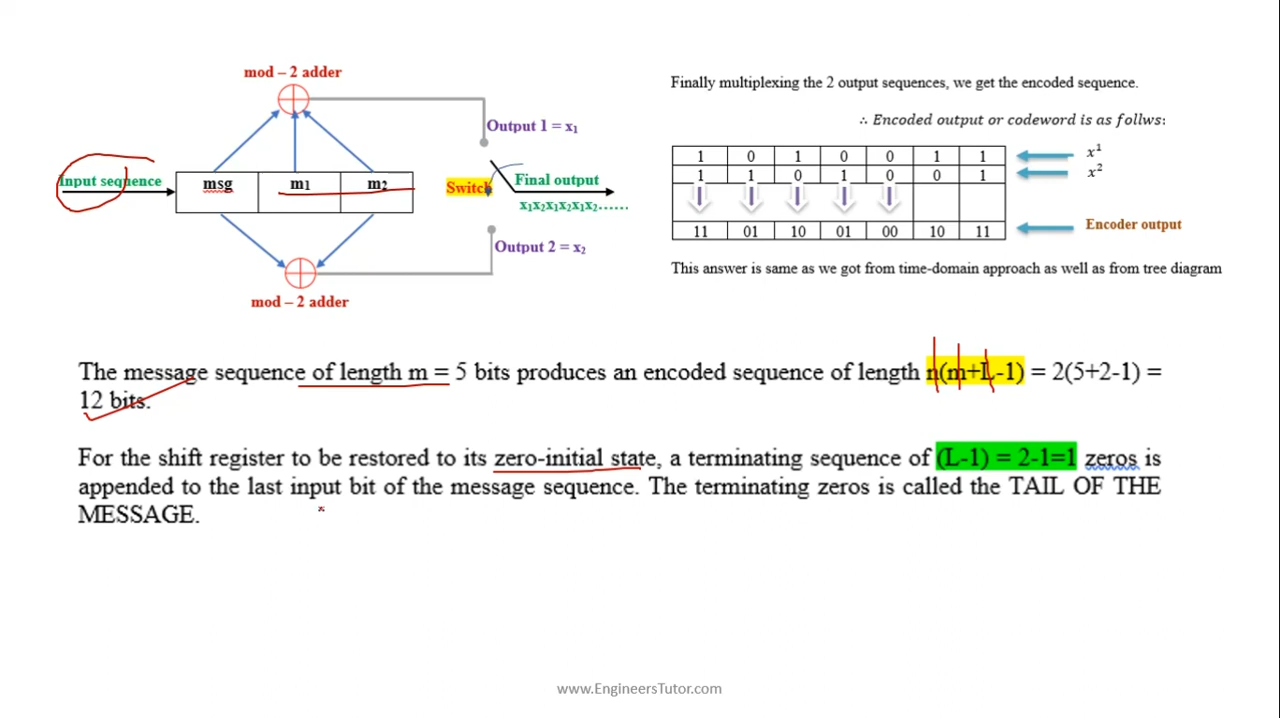 mod – 2 adder
Output 1 = x1
Input sequence
msg
m1
m2
Switch
Final output
x1x2x1x2x1x2......
Output 2 = x2
mod – 2 adder
Finally multiplexing the 2 output sequences, we get the encoded sequence.
∴ Encoded output or codeword is as follws:
1 0 1 0 0 1 1 x¹
1 1 0 1 0 0 1 x²
11 01 10 01 00 10 11 Encoder output
This answer is same as we got from time-domain approach as well as from tree diagram
The message sequence of length m = 5 bits produces an encoded sequence of length n(m+L-1) = 2(5+2-1) =
12 bits.
For the shift register to be restored to its zero-initial state, a terminating sequence of (L-1) = 2-1=1 zeros is
appended to the last input bit of the message sequence. The terminating zeros is called the TAIL OF THE
MESSAGE.
www.EngineersTutor.com